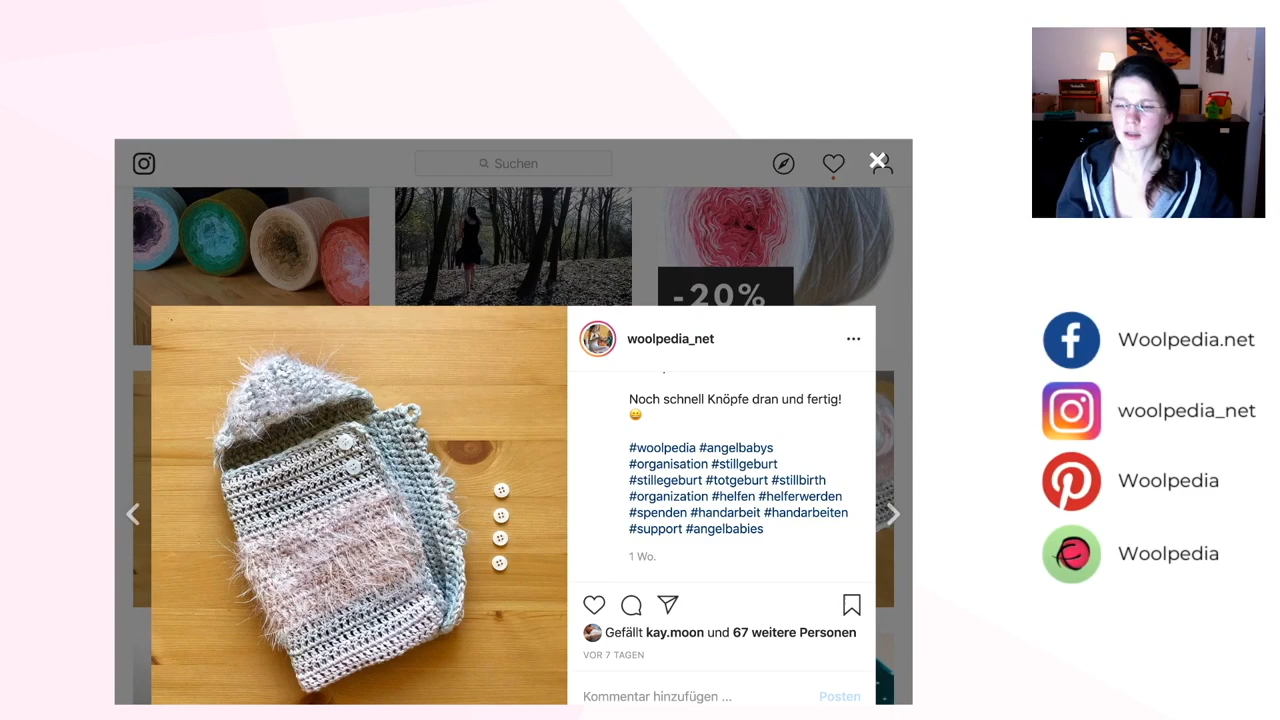 Suchen
-20%
woolpedia_net
Noch schnell Knöpfe dran und fertig!
😄
#woolpedia #angelbabys
#organisation #stillgeburt
#stillegeburt #totgeburt #stillbirth
#organization #helfen #helferwerden
#spenden #handarbeit #handarbeiten
#support #angelbabies
1 Wo.
Gefällt kay.moon und 67 weitere Personen
VOR 7 TAGEN
Kommentar hinzufügen ... Posten
Woolpedia.net
woolpedia_net
Woolpedia
Woolpedia